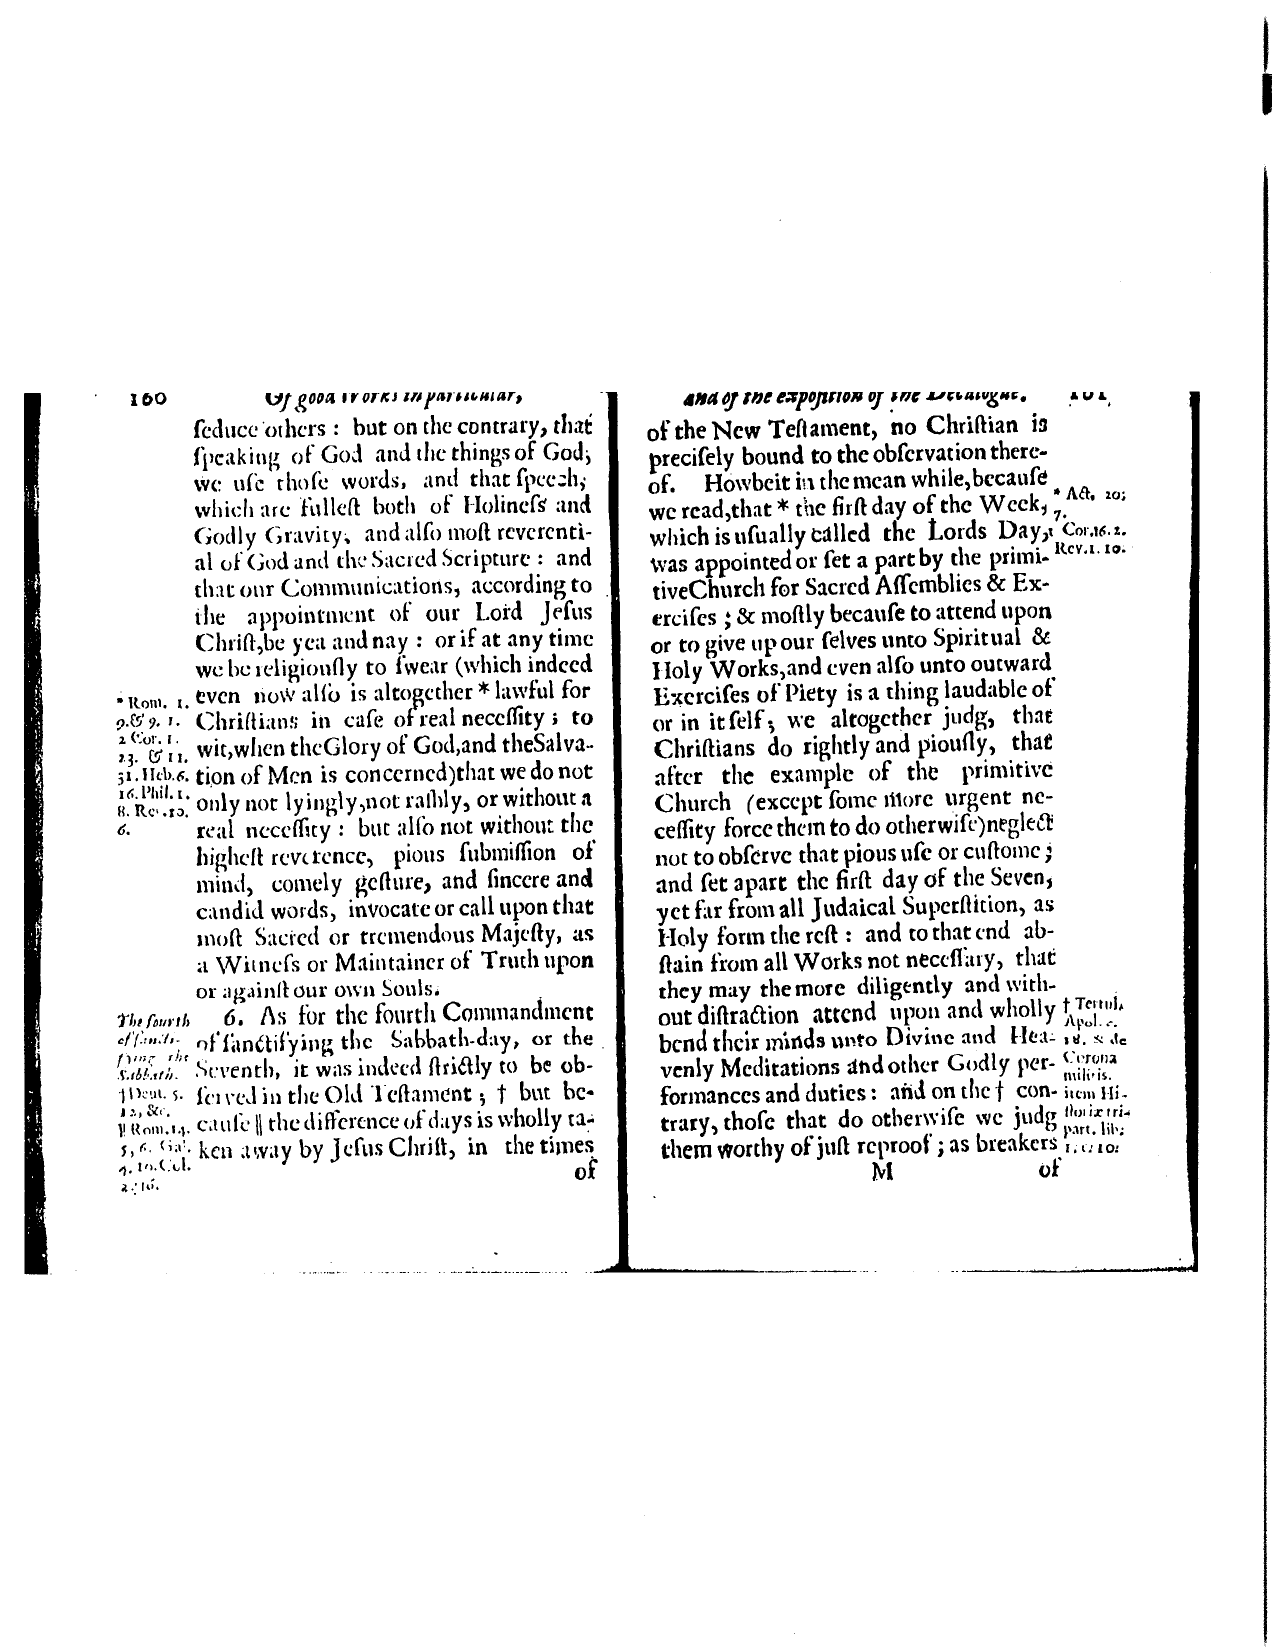 160 Of good Works in particular,
ſeduce others : but on the contrary, that
ſpeaking of God and the things of God,
we uſe thoſe words, and that ſpeech,
which are fulleſt both of Holineſs and
Godly Gravity, and alſo moſt reverenti-
al of God and the Sacred Scripture : and
that our Communications, according to
the appointment of our Lord Jeſus
Chriſt,be yea and nay : or if at any time
we be religiouſly to ſwear (which indeed
even now alſo is altogether * lawful for
Chriſtians in caſe of real neceſſity ; to
wit,when theGlory of God,and theSalva-
tion of Men is concerned)that we do not
only not lyingly,not raſhly, or without a
real neceſſity : but alſo not without the
higheſt reverence, pious ſubmiſſion of
mind, comely geſture, and ſincere and
candid words, invocate or call upon that
moſt Sacred or tremendous Majeſty, as
a Witneſs or Maintainer of Truth upon
or againſt our own Souls.
6. As for the fourth Commandment
of ſanctifying the Sabbath-day, or the
Seventh, it was indeed ſtrictly to be ob-
ſerved in the Old Teſtament ; † but be-
cauſe || the difference of days is wholly ta-
ken away by Jeſus Chriſt, in the times
of
* Rom. 1.
9.& 9. 1.
2 Cor. 1.
23. & 11.
31. Heb.6.
16. Phil. 1.
8. Rev.10.
6.
The fourth
of ſancti-
fying the
Sabbath.
† Deut. 5.
12, &c.
|| Rom.14.
5, 6. Gal.
4. 10. Col.
2. 16.
and of the expoſition of the Decalogue. 161
of the New Teſtament, no Chriſtian is
preciſely bound to the obſervation there-
of. Howbeit in the mean while,becauſe
we read,that * the firſt day of the Week,
which is uſually called the Lords Day,
was appointed or ſet a part by the primi-
tiveChurch for Sacred Aſſemblies & Ex-
erciſes ; & moſtly becauſe to attend upon
or to give up our ſelves unto Spiritual &
Holy Works,and even alſo unto outward
Exerciſes of Piety is a thing laudable of
or in it ſelf ; we altogether judg, that
Chriſtians do rightly and piouſly, that
after the example of the primitive
Church (except ſome more urgent ne-
ceſſity force them to do otherwiſe)neglect
not to obſerve that pious uſe or cuſtome ;
and ſet apart the firſt day of the Seven,
yet far from all Judaical Superſtition, as
Holy form the reſt : and to that end ab-
ſtain from all Works not neceſſary, that
they may the more diligently and with-
out diſtraction attend upon and wholly
bend their minds unto Divine and Hea-
venly Meditations and other Godly per-
formances and duties : and on the † con-
trary, thoſe that do otherwiſe we judg
them worthy of juſt reproof ; as breakers
M of
* Act. 20;
7.
1 Cor.16.2.
Rev.1. 10.
† Tertul.
Apol. c.
18. & de
Corona
militis.
item Hi-
ſtor ix tri-
part. lib;
1. c. 10.